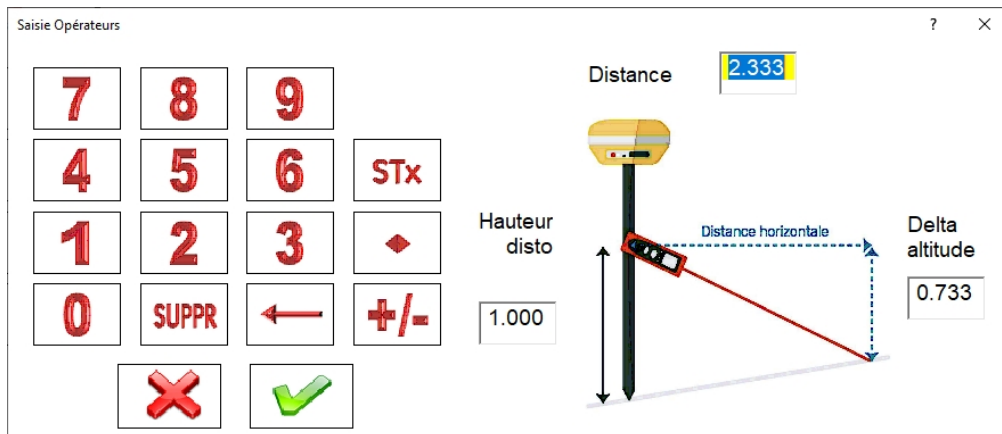 Saisie Opérateurs
?
7
8
9
4
5
6
STx
1
2
3
0
SUPPR
+/-
Distance
2.333
Hauteur
disto
1.000
Distance horizontale
Delta
altitude
0.733